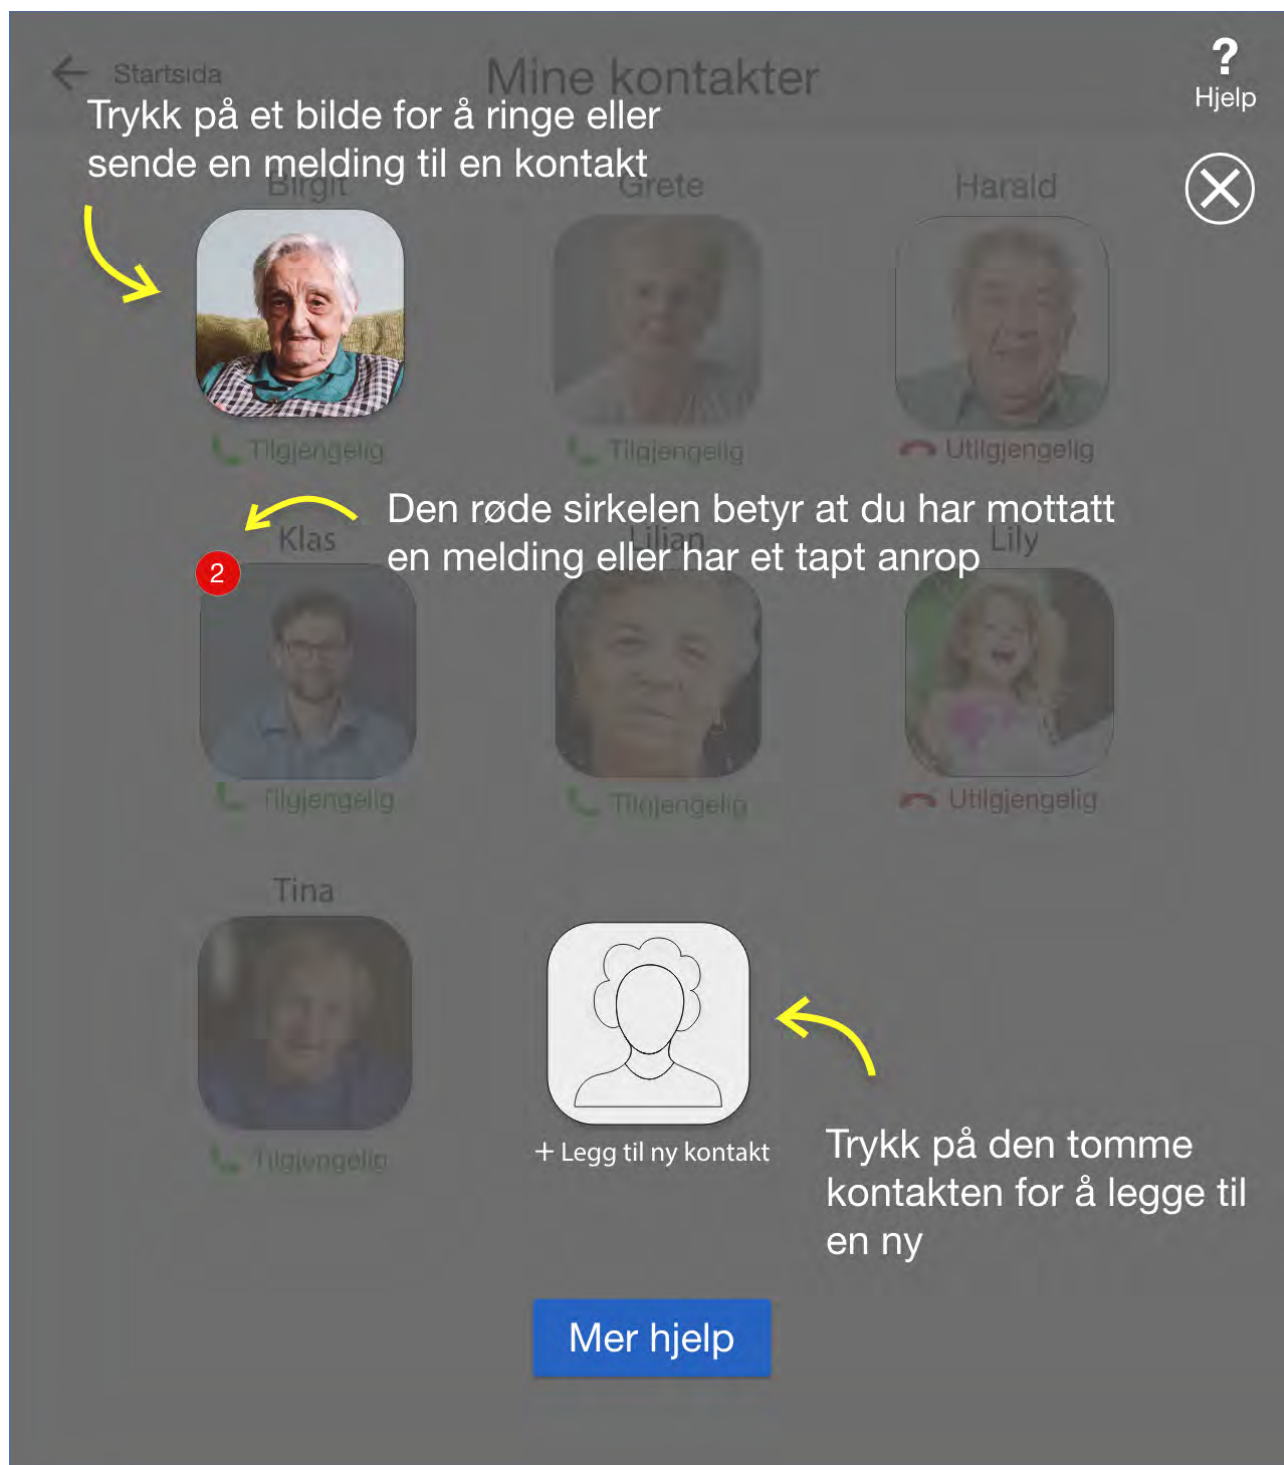 Startsida
Mine kontakter
?
Hjelp
Trykk på et bilde for å ringe eller
sende en melding til en kontakt
Birgit
Grete
Harald
Tilgjengelig
Tilgjengelig
Utilgjengelig
Den røde sirkelen betyr at du har mottatt
en melding eller har et tapt anrop
Klas
Lilian
Lily
2
Tilgjengelig
Tilgjengelig
Utilgjengelig
Tina
Tilgjengelig
+ Legg til ny kontakt
Trykk på den tomme
kontakten for å legge til
en ny
Mer hjelp